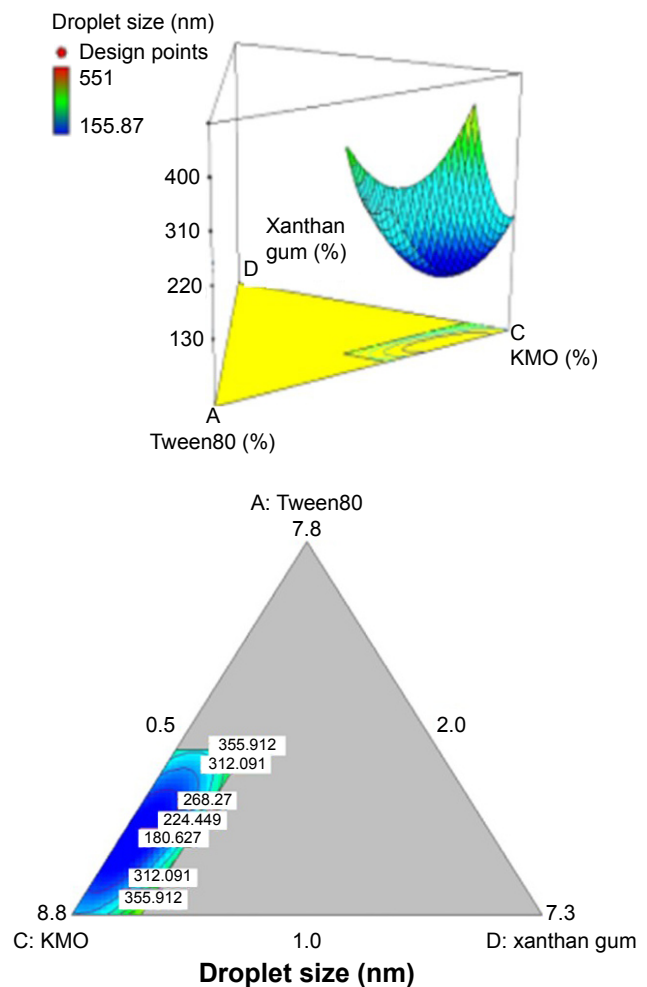 Droplet size (nm)
Design points
551
155.87
400
310
220
130
Xanthan
gum (%)
D
C
KMO (%)
A
Tween80 (%)
A: Tween80
7.8
0.5
2.0
355.912
312.091
268.27
224.449
180.627
312.091
355.912
8.8
7.3
C: KMO
1.0
D: xanthan gum
Droplet size (nm)